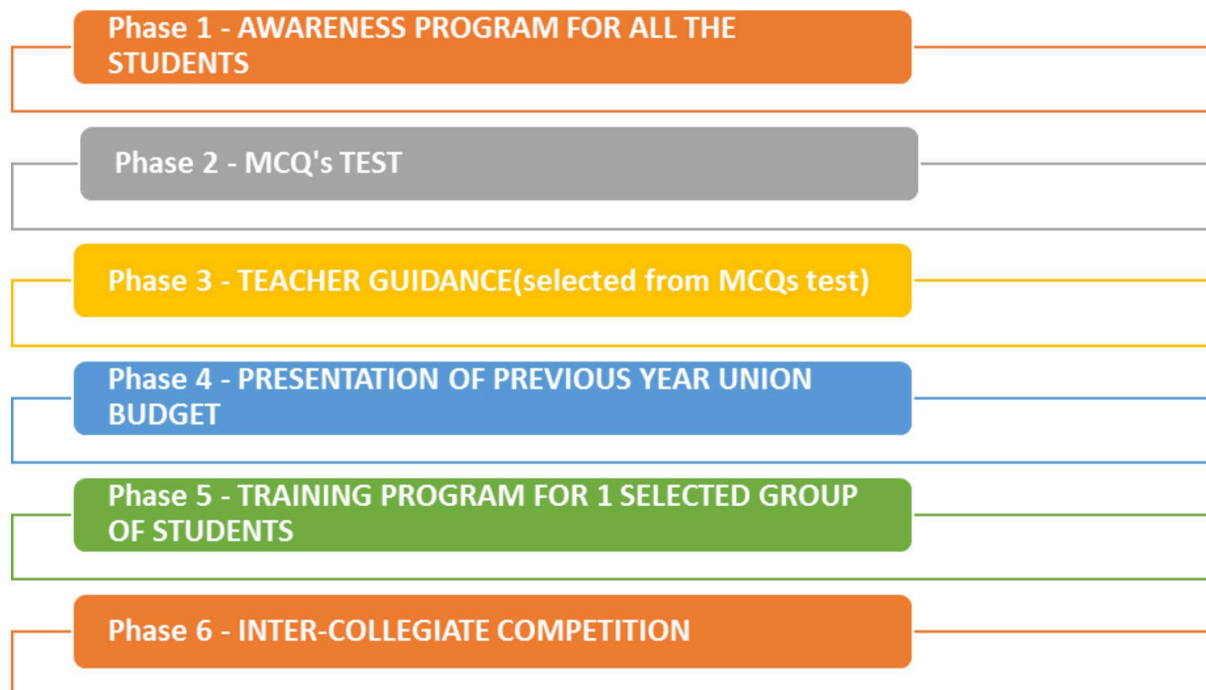 Phase 1 - AWARENESS PROGRAM FOR ALL THE
STUDENTS
Phase 2 - MCQ's TEST
Phase 3 - TEACHER GUIDANCE(selected from MCQs test)
Phase 4 - PRESENTATION OF PREVIOUS YEAR UNION
BUDGET
Phase 5 - TRAINING PROGRAM FOR 1 SELECTED GROUP
OF STUDENTS
Phase 6 - INTER-COLLEGIATE COMPETITION